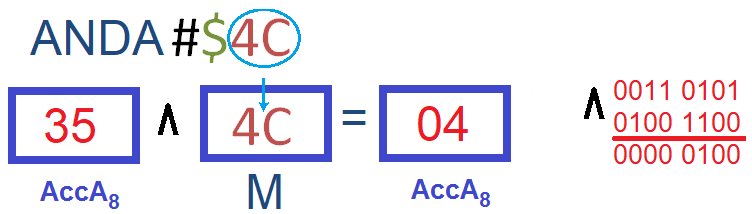 ANDA #$4C
35 ∧ 4C = 04
AccA₈ M AccA₈
∧ 0011 0101
0100 1100
0000 0100